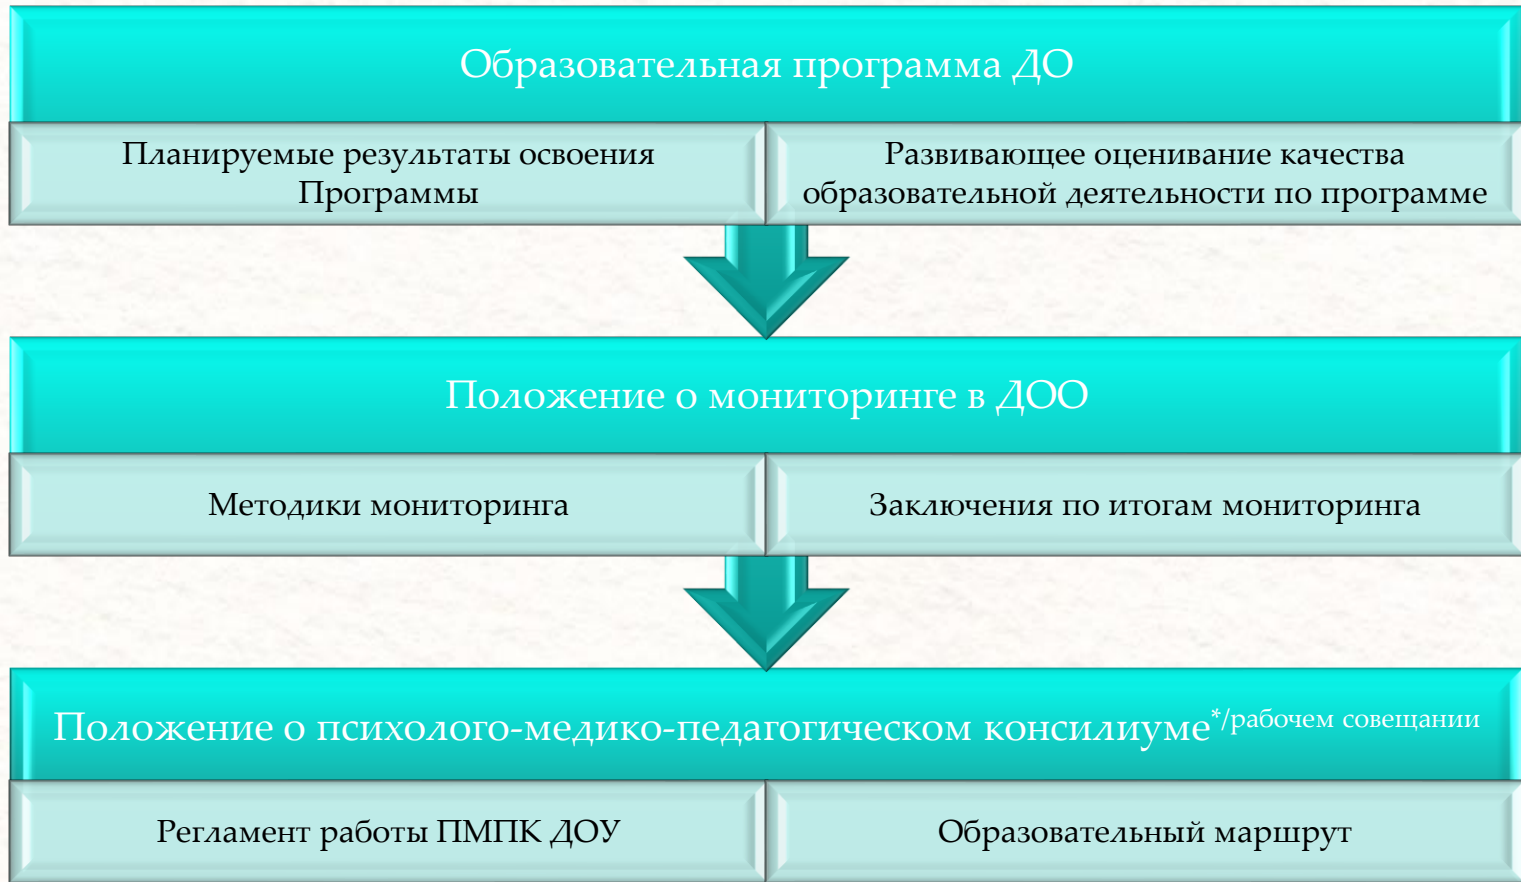 Образовательная программа ДО
Планируемые результаты освоения
Программы
Развивающее оценивание качества
образовательной деятельности по программе
Положение о мониторинге в ДОО
Методики мониторинга
Заключения по итогам мониторинга
Положение о психолого-медико-педагогическом консилиуме*/рабочем совещании
Регламент работы ПМПК ДОУ
Образовательный маршрут